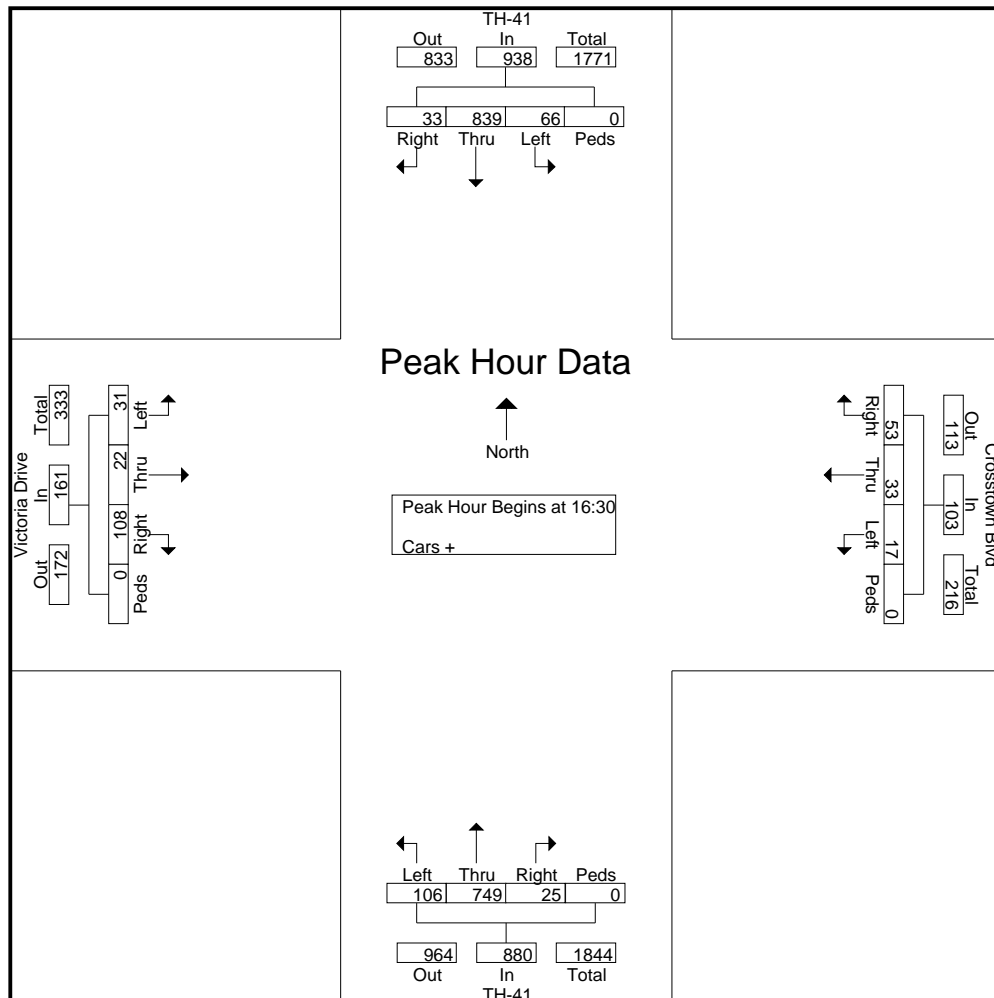 TH-41
Out In Total
833 938 1771
33 839 66 0
Right Thru Left Peds
Peak Hour Data
North
Peak Hour Begins at 16:30
Cars +
Victoria Drive
Total In Out
333 161 172
31 22 108 0
Left Thru Right Peds
Right Thru Left Peds
53 33 17 0
113 103 216
Out In Total
Crosstown Blvd
Left Thru Right Peds
106 749 25 0
964 880 1844
Out In Total
TH-41